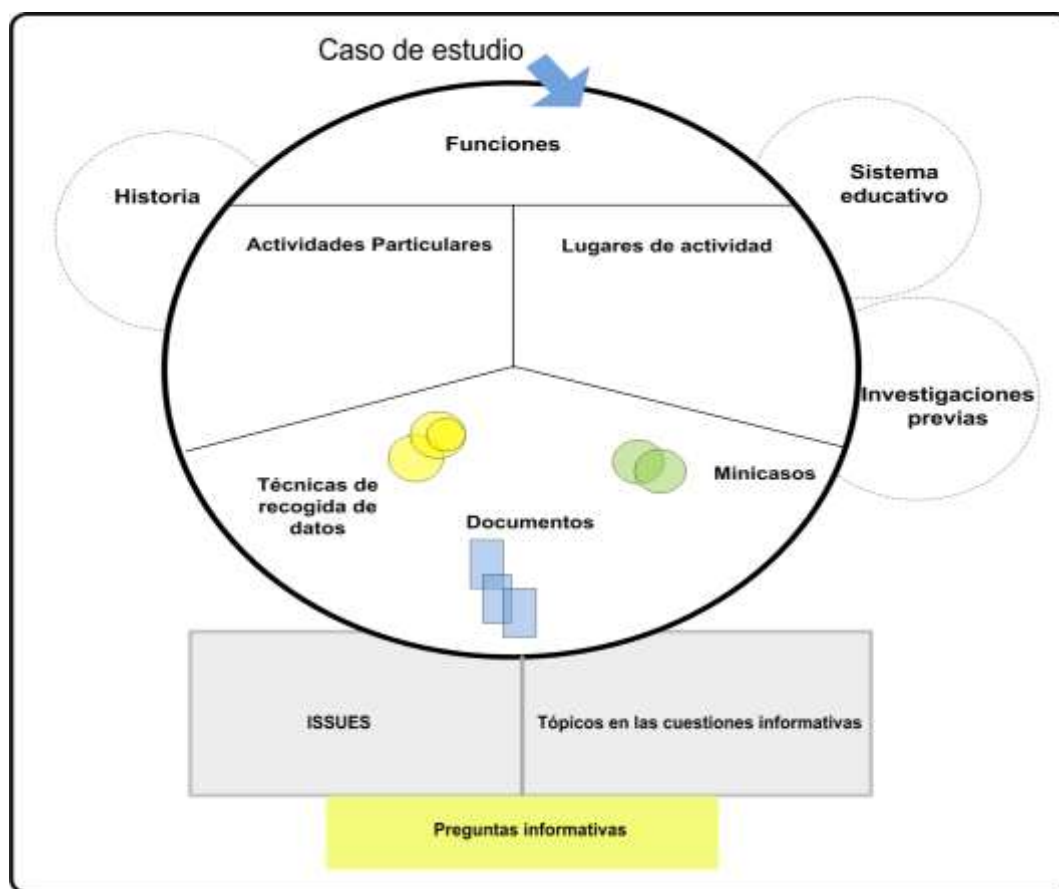 Caso de estudio
Funciones
Historia
Sistema
educativo
Actividades Particulares
Lugares de actividad
Investigaciones
previas
Técnicas de
recogida de
datos
Documentos
Minicasos
ISSUES
Tópicos en las cuestiones informativas
Preguntas informativas